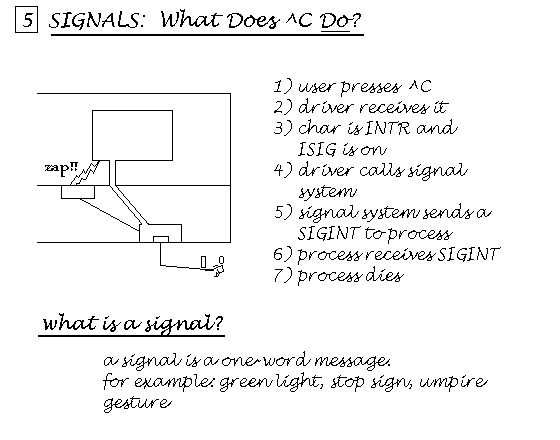 5 SIGNALS: What Does ^C Do?
1) user presses ^C
2) driver receives it
3) char is INTR and
ISIG is on
4) driver calls signal
system
5) signal system sends a
SIGINT to process
6) process receives SIGINT
7) process dies
zap!!
what is a signal?
a signal is a one-word message.
for example: green light, stop sign, umpire
gesture